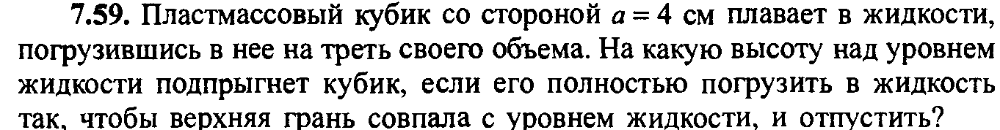 7.59. Пластмассовый кубик со стороной a = 4 см плавает в жидкости,
погрузившись в нее на треть своего объема. На какую высоту над уровнем
жидкости подпрыгнет кубик, если его полностью погрузить в жидкость
так, чтобы верхняя грань совпала с уровнем жидкости, и отпустить?